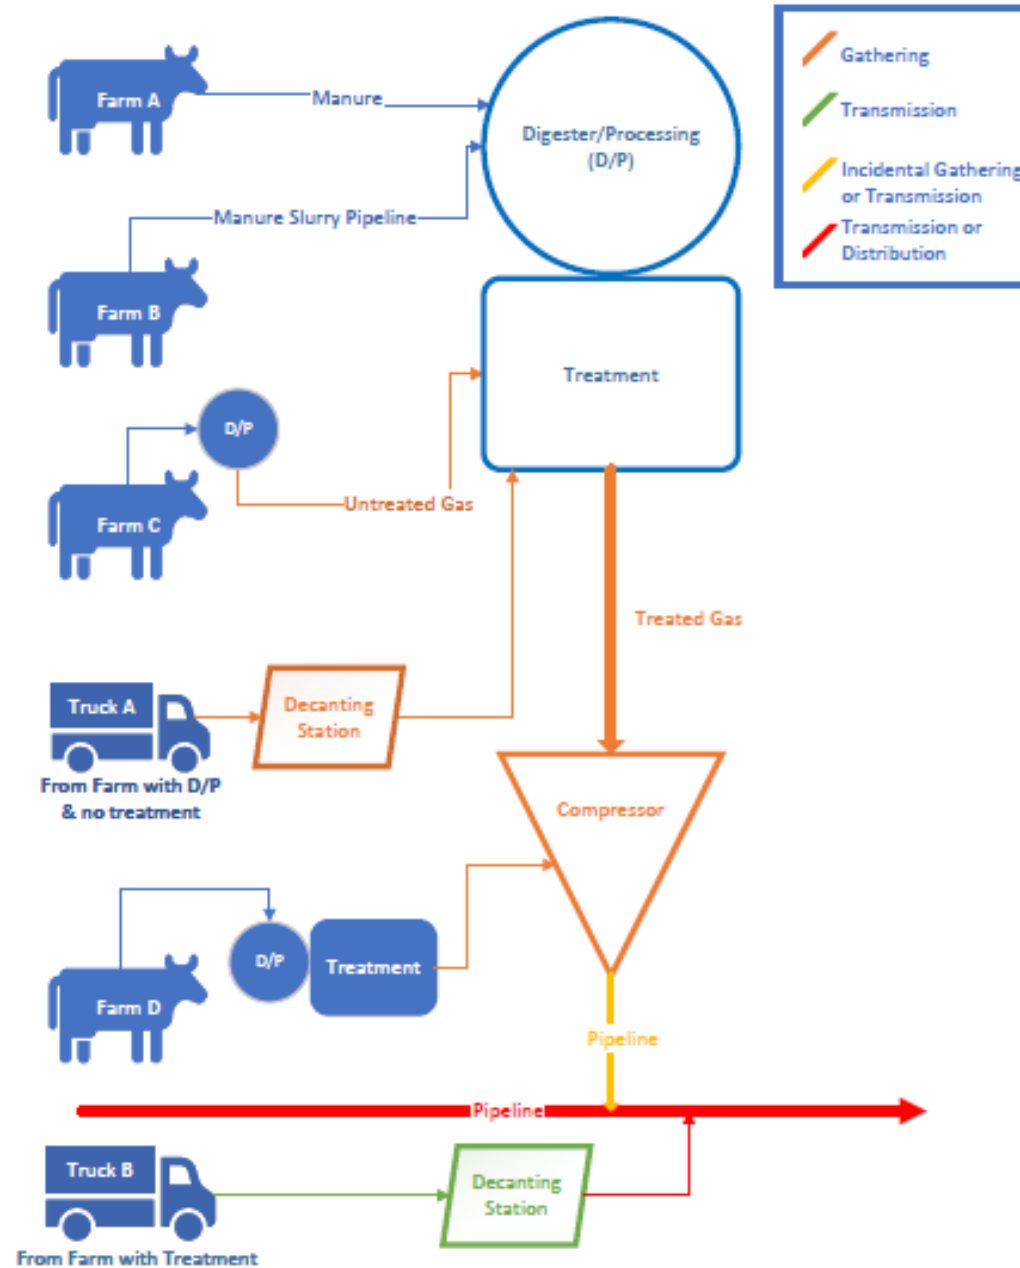 Farm A
Manure
Digester/Processing
(D/P)
Gathering
Transmission
Incidental Gathering
or Transmission
Transmission or
Distribution
Manure Slurry Pipeline
Farm B
Treatment
D/P
Untreated Gas
Farm C
Treated Gas
Truck A
Decanting
Station
From Farm with D/P
& no treatment
Compressor
D/P
Treatment
Farm D
Pipeline
Pipeline
Truck B
Decanting
Station
From Farm with Treatment